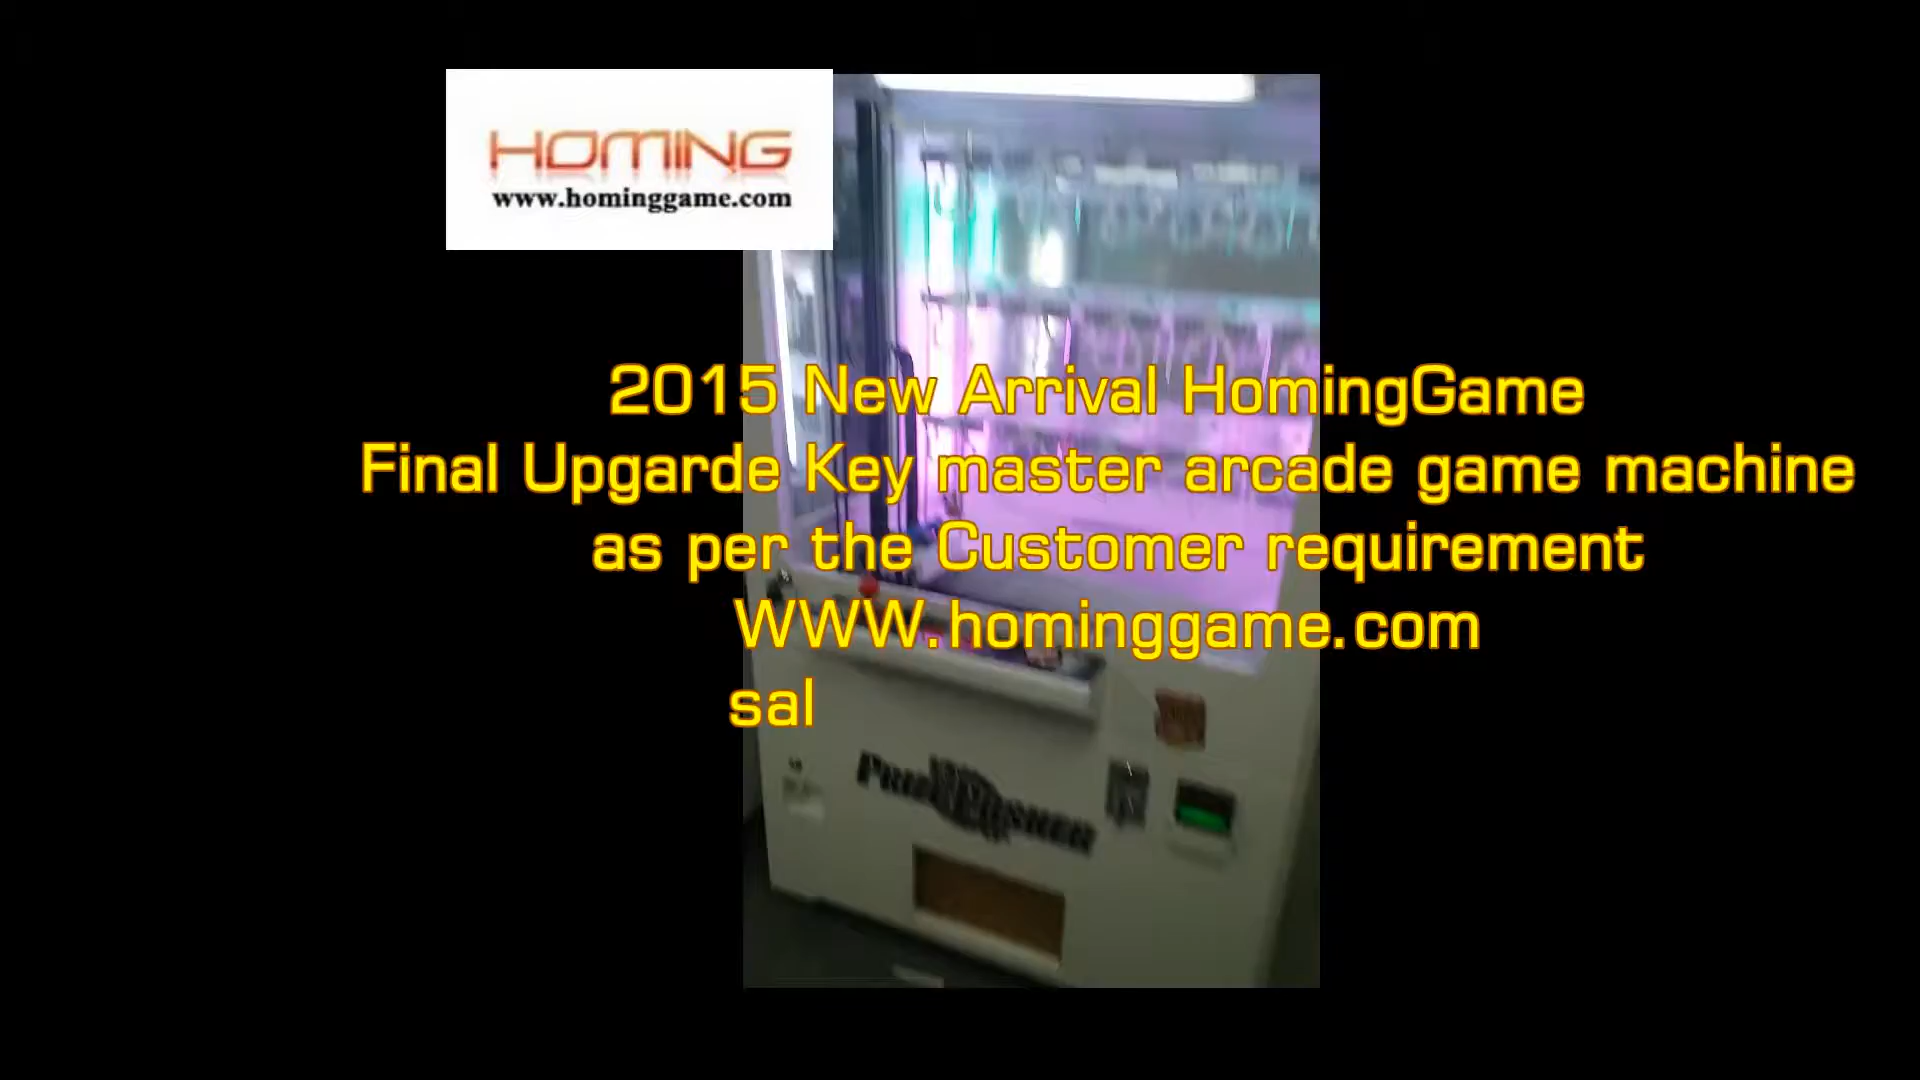 HOMING
www.hominggame.com
2015 New Arrival HomingGame
Final Upgarde Key master arcade game machine
as per the Customer requirement
WWW.hominggame.com
sal